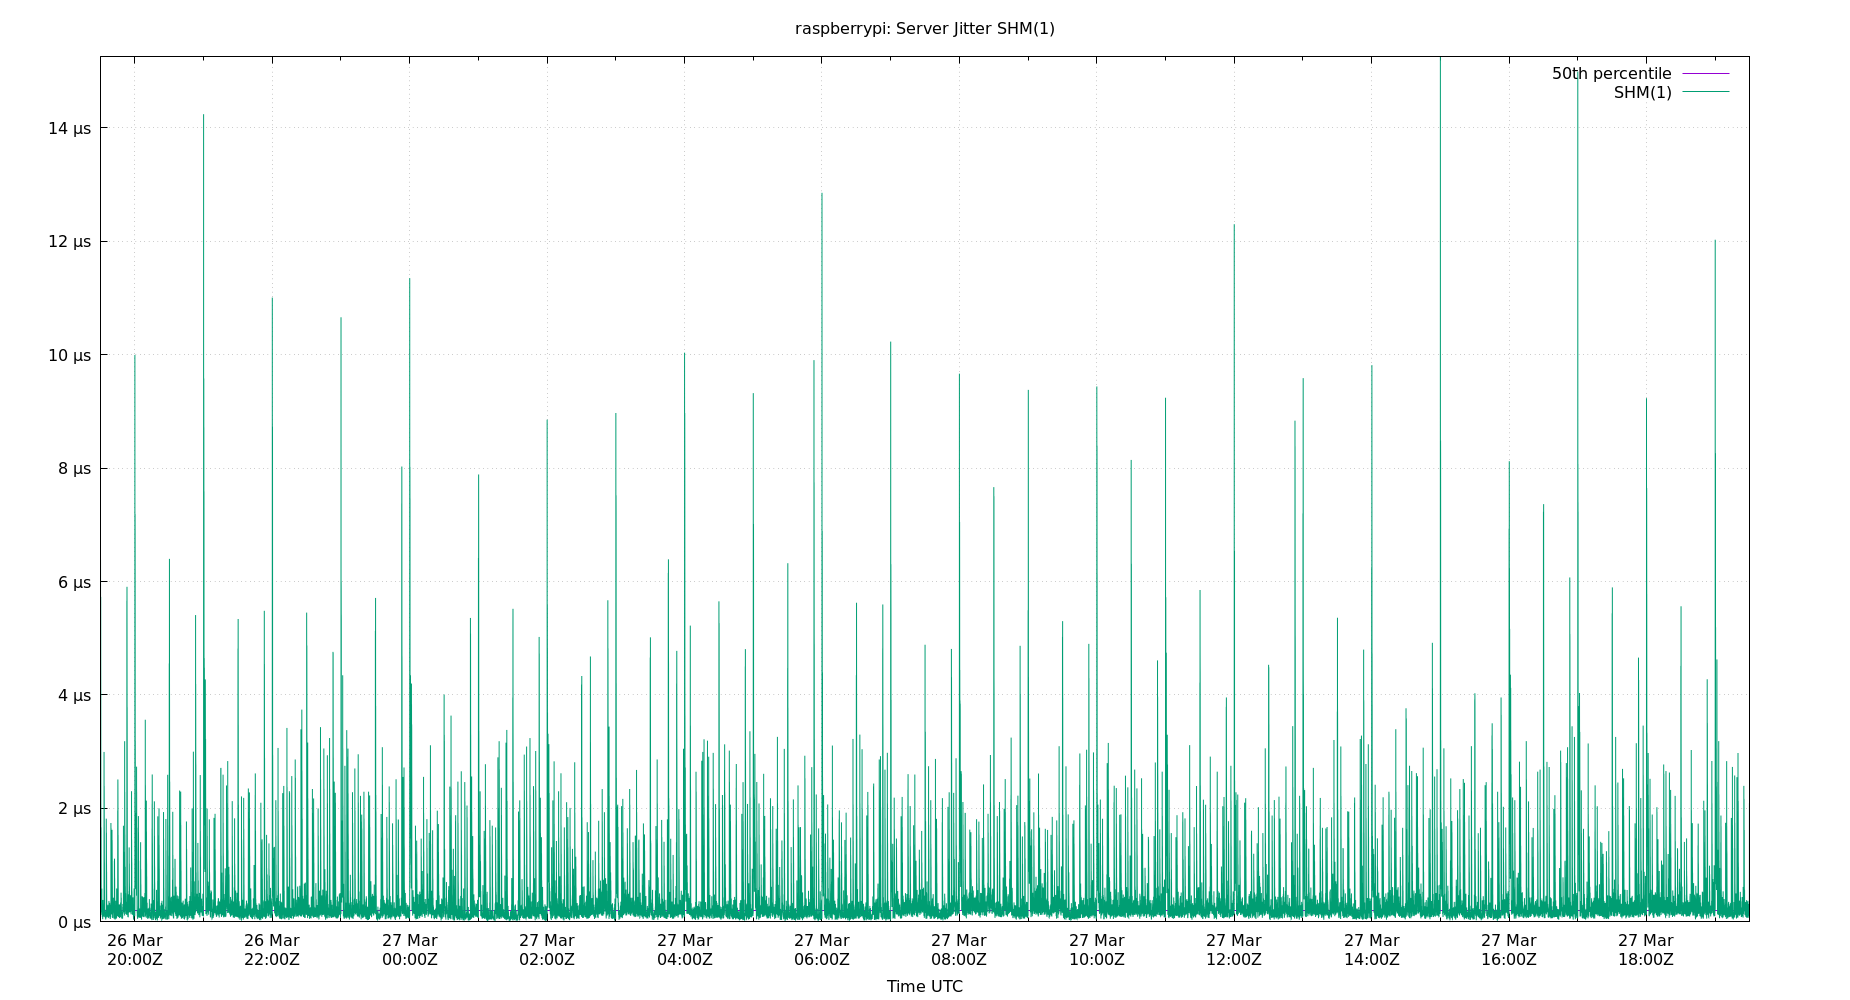 raspberrypi: Server Jitter SHM(1)
50th percentile
SHM(1)
14 µs
12 µs
10 µs
8 µs
6 µs
4 µs
2 µs
0 µs
26 Mar 26 Mar 27 Mar 27 Mar 27 Mar 27 Mar 27 Mar 27 Mar 27 Mar 27 Mar 27 Mar 27 Mar
20:00Z 22:00Z 00:00Z 02:00Z 04:00Z 06:00Z 08:00Z 10:00Z 12:00Z 14:00Z 16:00Z 18:00Z
Time UTC